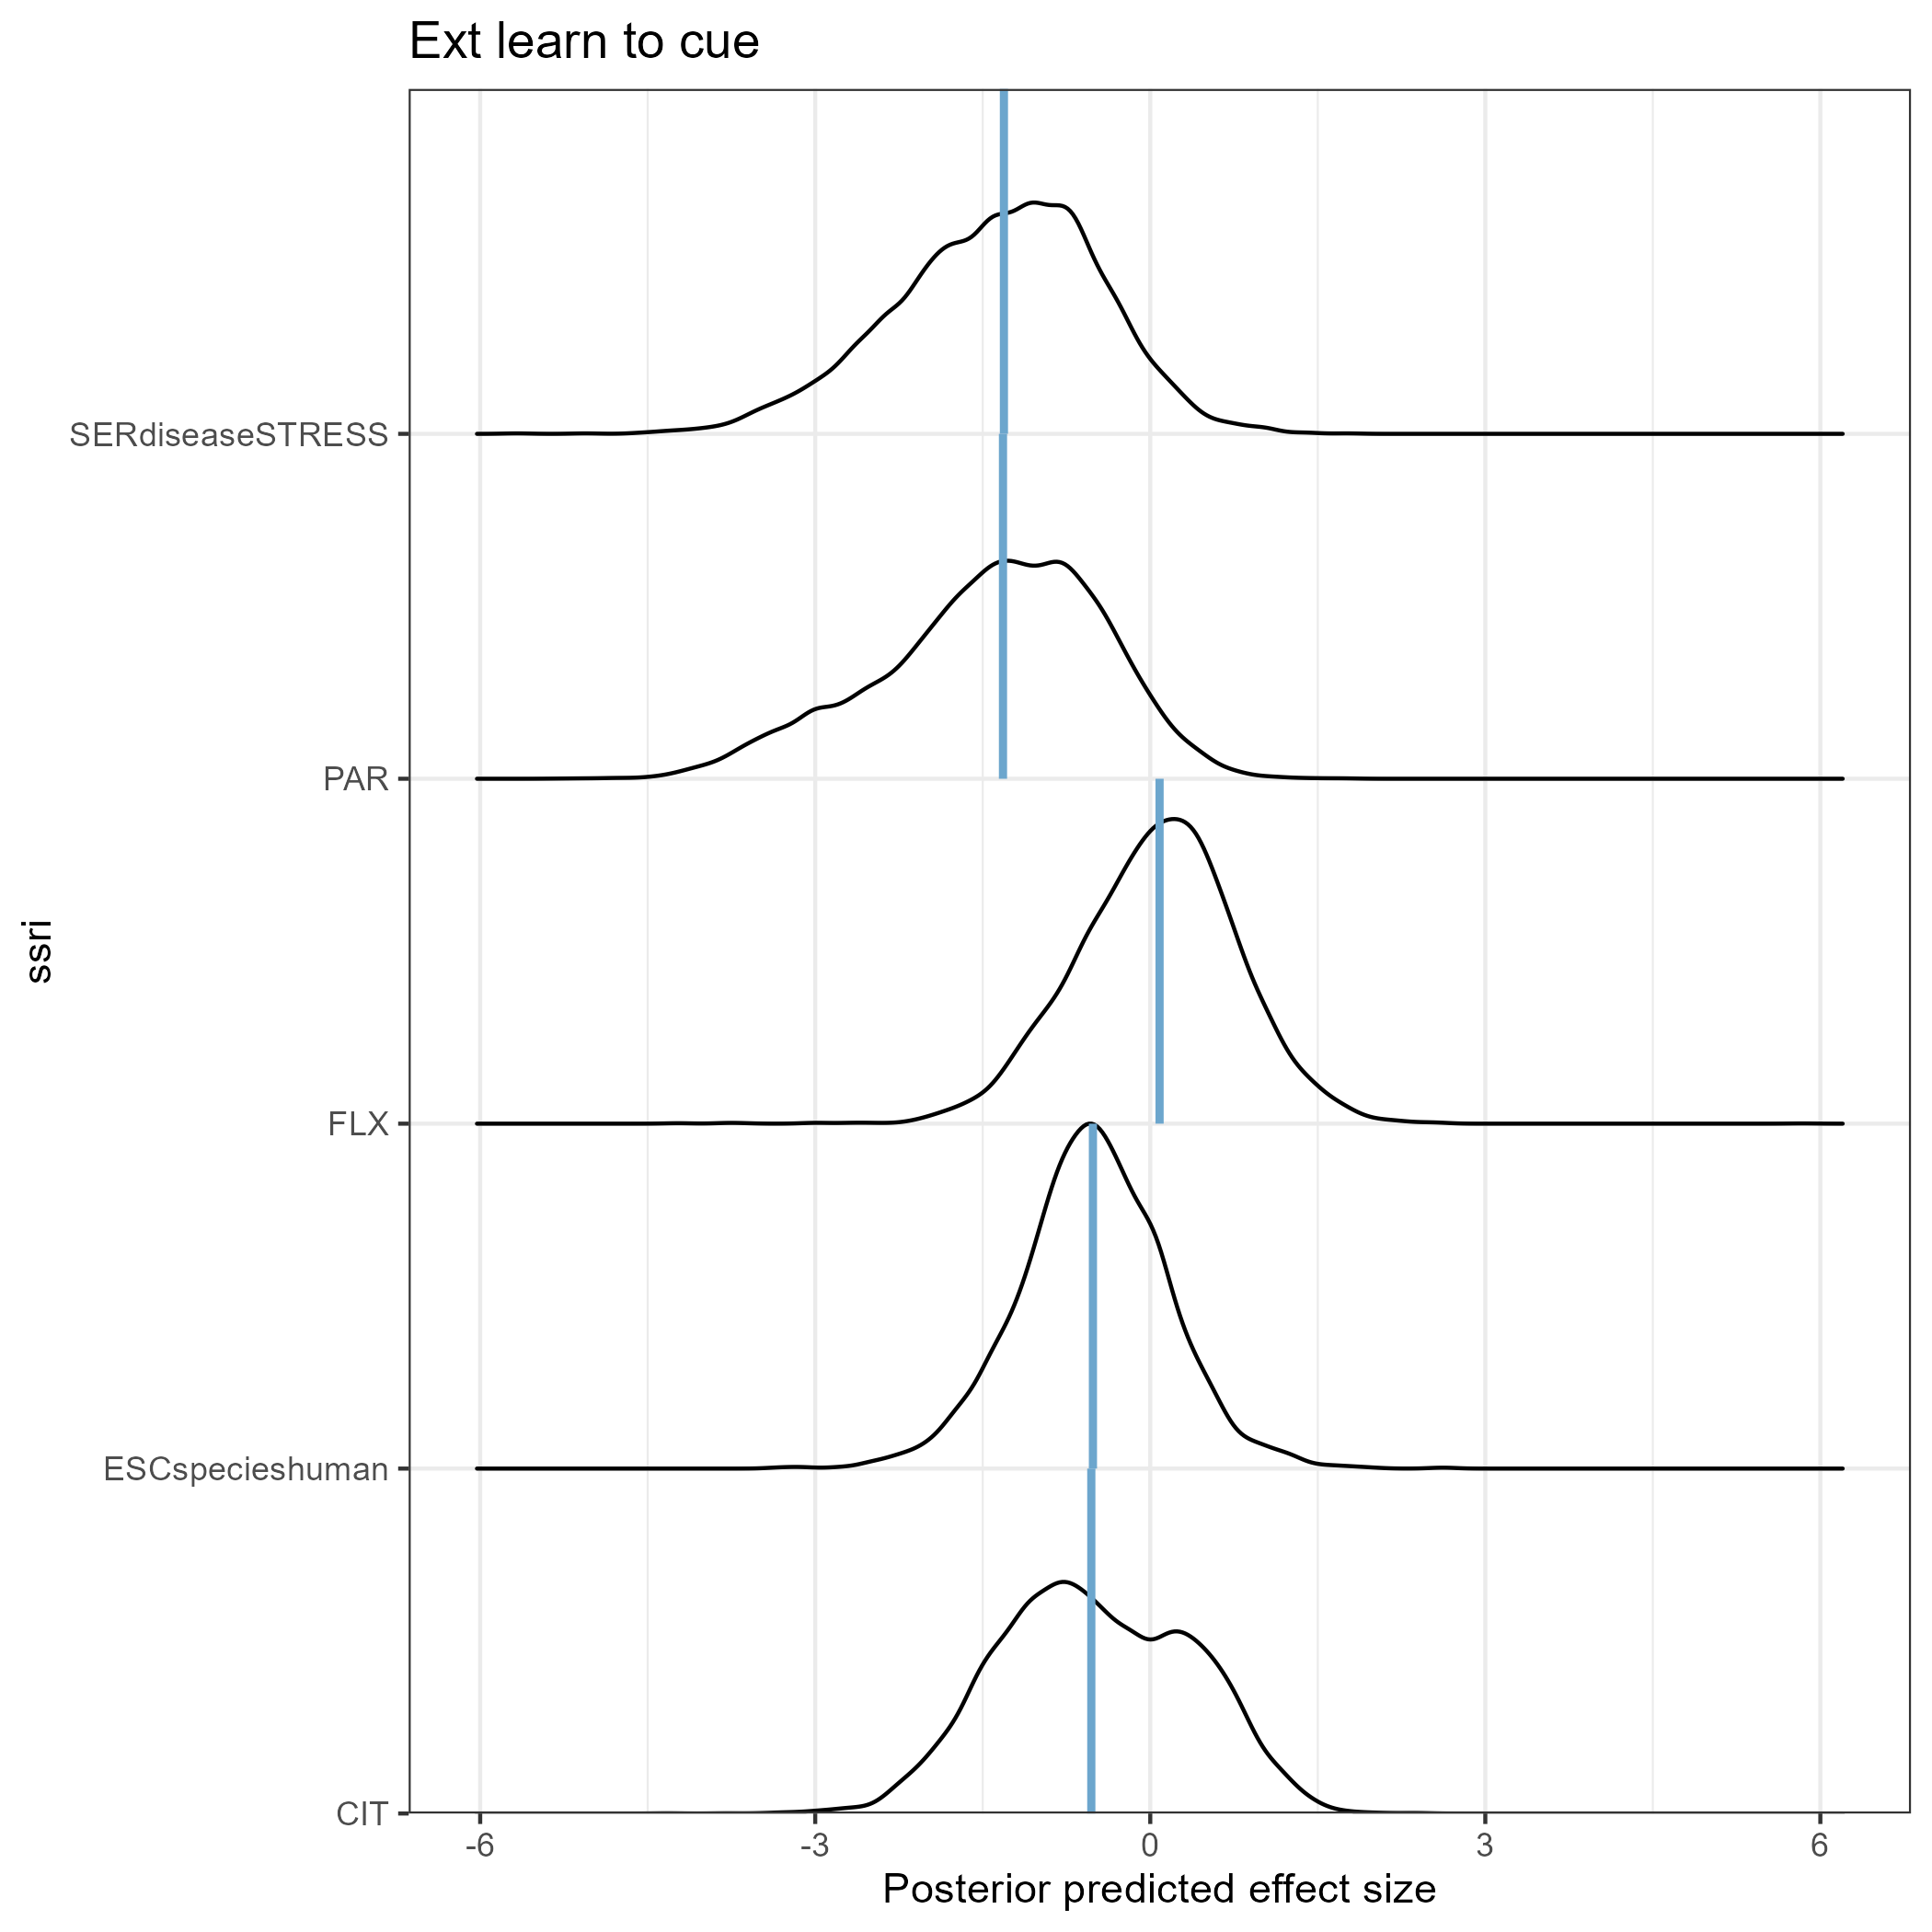 Ext learn to cue
SERdiseaseSTRESS
PAR
FLX
ESCspecieshuman
CIT
ssri
-6 -3 0 3 6
Posterior predicted effect size